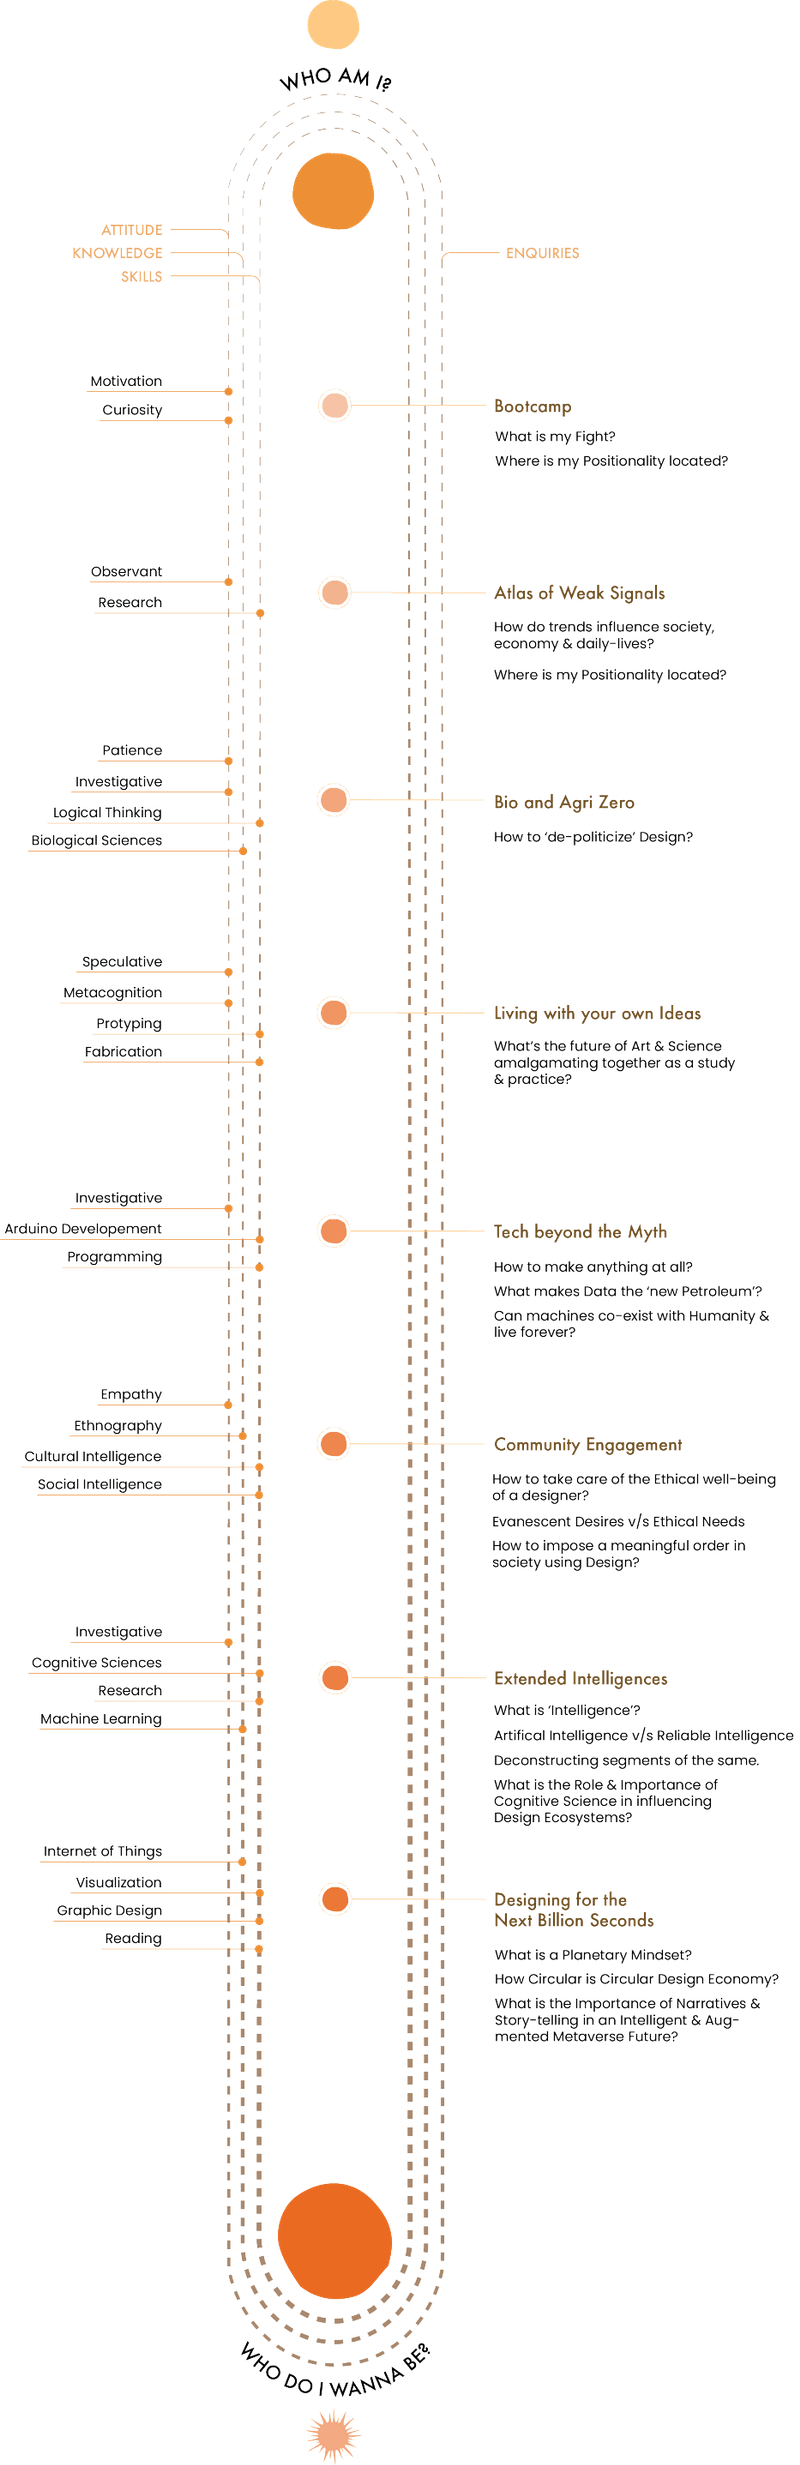 WHO AM I?
ATTITUDE
KNOWLEDGE
SKILLS
ENQUIRIES
Motivation
Curiosity
Bootcamp
What is my Fight?
Where is my Positionality located?
Observant
Research
Atlas of Weak Signals
How do trends influence society,
economy & daily-lives?
Where is my Positionality located?
Patience
Investigative
Logical Thinking
Biological Sciences
Bio and Agri Zero
How to ‘de-politicize’ Design?
Speculative
Metacognition
Protyping
Fabrication
Living with your own Ideas
What's the future of Art & Science
amalgamating together as a study
& practice?
Investigative
Arduino Developement
Programming
Tech beyond the Myth
How to make anything at all?
What makes Data the ‘new Petroleum’?
Can machines co-exist with Humanity &
live forever?
Empathy
Ethnography
Cultural Intelligence
Social Intelligence
Community Engagement
How to take care of the Ethical well-being
of a designer?
Evanescent Desires v/s Ethical Needs
How to impose a meaningful order in
society using Design?
Investigative
Cognitive Sciences
Research
Machine Learning
Extended Intelligences
What is ‘Intelligence’?
Artifical Intelligence v/s Reliable Intelligence
Deconstructing segments of the same.
What is the Role & Importance of
Cognitive Science in influencing
Design Ecosystems?
Internet of Things
Visualization
Graphic Design
Reading
Designing for the
Next Billion Seconds
What is a Planetary Mindset?
How Circular is Circular Design Economy?
What is the Importance of Narratives &
Story-telling in an Intelligent & Aug-
mented Metaverse Future?
WHO DO I WANNA BE?